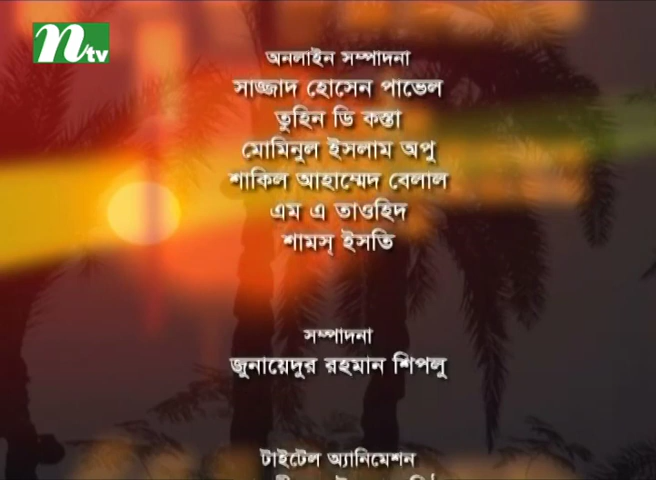 ntv
অনলাইন সম্পাদনা
সাজ্জাদ হোসেন পাভেল
তুহিন ডি কস্তা
মোমিনুল ইসলাম অপু
শাকিল আহাম্মেদ বেলাল
এম এ তাওহিদ
শামস্ ইসতি
সম্পাদনা
জুনায়েদুর রহমান শিপলু
টাইটেল অ্যানিমেশন